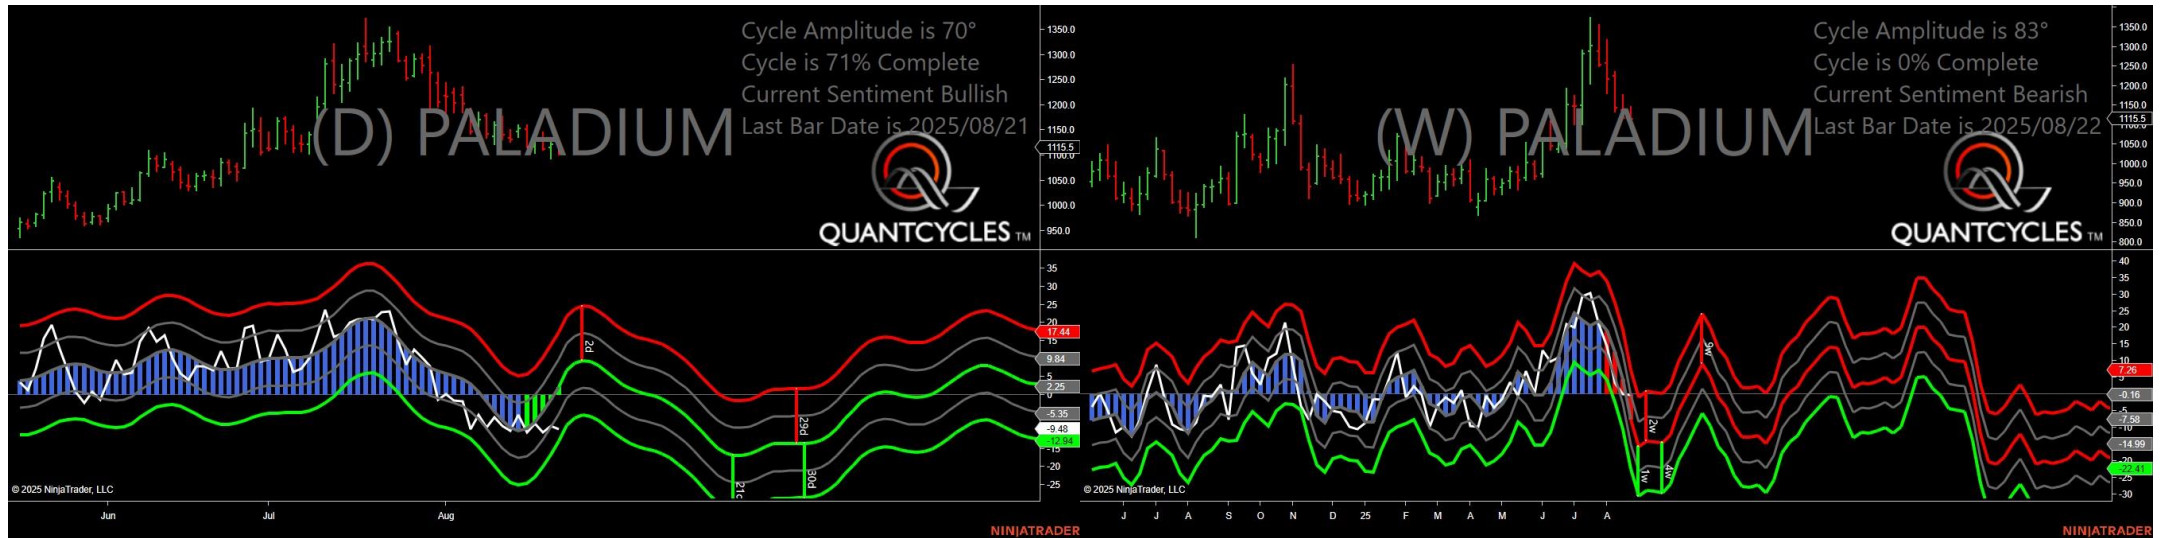 Cycle Amplitude is 70°
Cycle is 71% Complete
Current Sentiment Bullish
Last Bar Date is 2025/08/21
(D) PALADIUM
QUANTCYCLES TM
1350.0
1300.0
1250.0
1200.0
1150.0
1115.5
1100.0
1050.0
1000.0
950.0
35
30
25
20
17.44
15
9.84
5
2.25
0
-5.35
-9.48
-12.94
-15
-20
-25
2d
21d
29d
30d
© 2025 NinjaTrader, LLC
Jun
Jul
Aug
NINJATRADER
Cycle Amplitude is 83°
Cycle is 0% Complete
Current Sentiment Bearish
Last Bar Date is 2025/08/22
(W) PALADIUM
QUANTCYCLES TM
1350.0
1300.0
1250.0
1200.0
1150.0
1115.5
1050.0
1000.0
950.0
900.0
850.0
800.0
40
35
30
25
20
15
10
7.26
-0.16
-7.58
-14.99
-20
-22.41
-25
-30
9w
2w
1w
4w
© 2025 NinjaTrader, LLC
J
J
A
S
O
N
D
25
F
M
A
M
J
J
A
NINJATRADER